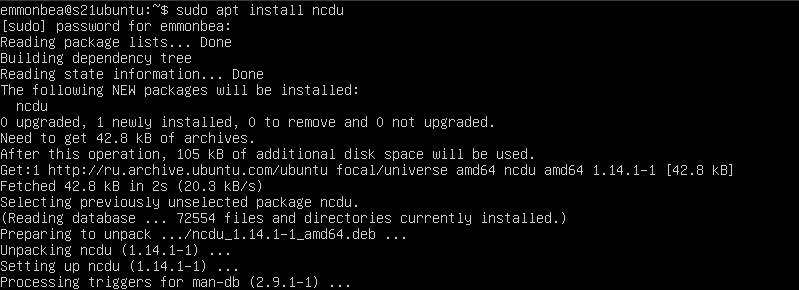 emmonbea@s21ubuntu:~$ sudo apt install ncdu
[sudo] password for emmonbea:
Reading package lists... Done
Building dependency tree
Reading state information... Done
The following NEW packages will be installed:
  ncdu
0 upgraded, 1 newly installed, 0 to remove and 0 not upgraded.
Need to get 42.8 kB of archives.
After this operation, 105 kB of additional disk space will be used.
Get:1 http://ru.archive.ubuntu.com/ubuntu focal/universe amd64 ncdu amd64 1.14.1-1 [42.8 kB]
Fetched 42.8 kB in 2s (20.3 kB/s)
Selecting previously unselected package ncdu.
(Reading database ... 72554 files and directories currently installed.)
Preparing to unpack .../ncdu_1.14.1-1_amd64.deb ...
Unpacking ncdu (1.14.1-1) ...
Setting up ncdu (1.14.1-1) ...
Processing triggers for man-db (2.9.1-1) ...